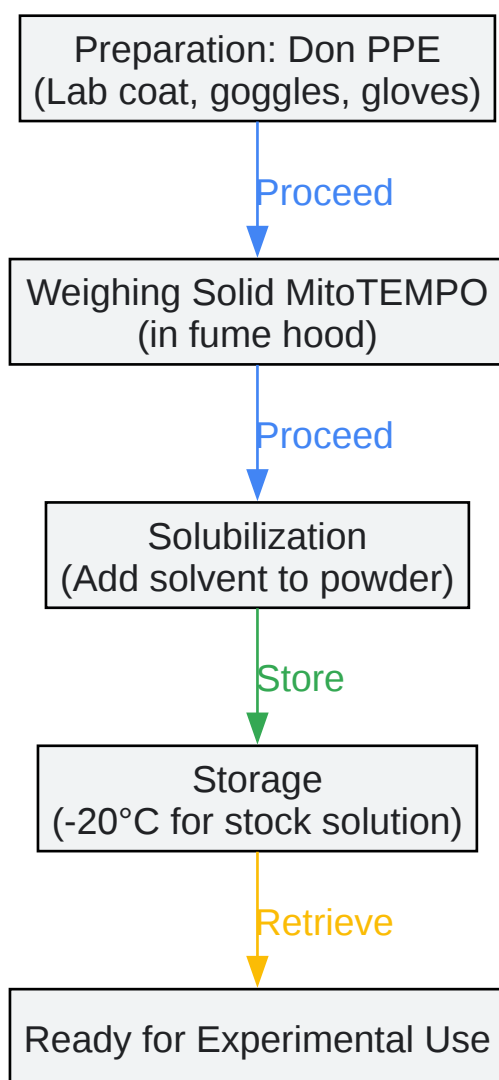 Preparation: Don PPE
(Lab coat, goggles, gloves)
Proceed
Weighing Solid MitoTEMPO
(in fume hood)
Proceed
Solubilization
(Add solvent to powder)
Store
Storage
(-20°C for stock solution)
Retrieve
Ready for Experimental Use